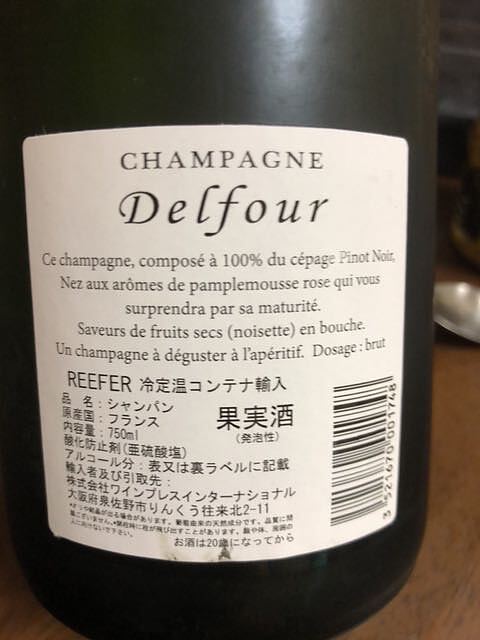 CHAMPAGNE
Delfour
Ce champagne, composé à 100% du cépage Pinot Noir,
Nez aux arômes de pamplemousse rose qui vous
surprendra par sa maturité.
Saveurs de fruits secs (noisette) en bouche.
Un champagne à déguster à l'apéritif. Dosage : brut
REEFER 冷定温コンテナ輸入
品 名：シャンパン
原産国：フランス
内容量：750ml
果実酒
(発泡性)
酸化防止剤(亜硫酸塩)
アルコール分：表又は裏ラベルに記載
輸入者及び引取先：
株式会社ワインプレスインターナショナル
大阪府泉佐野市りんくう往来北2-11
お酒は20歳になってから
3 521670 001748